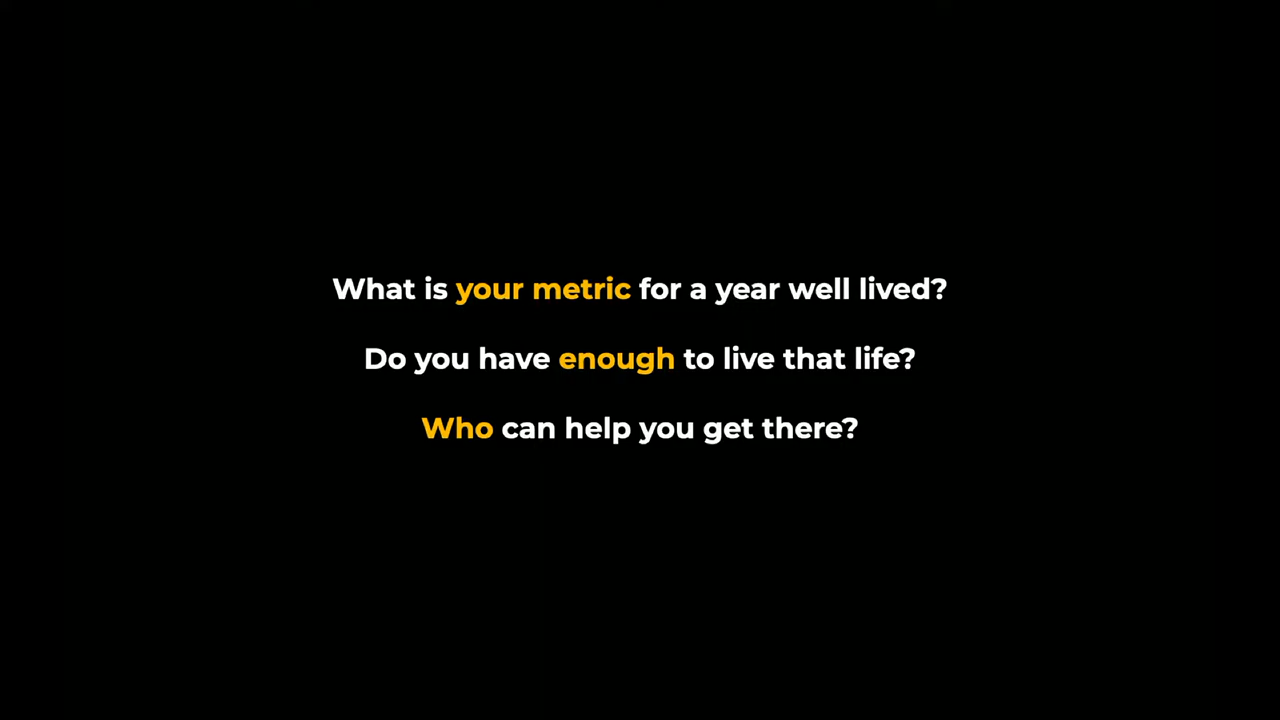 What is your metric for a year well lived?
Do you have enough to live that life?
Who can help you get there?